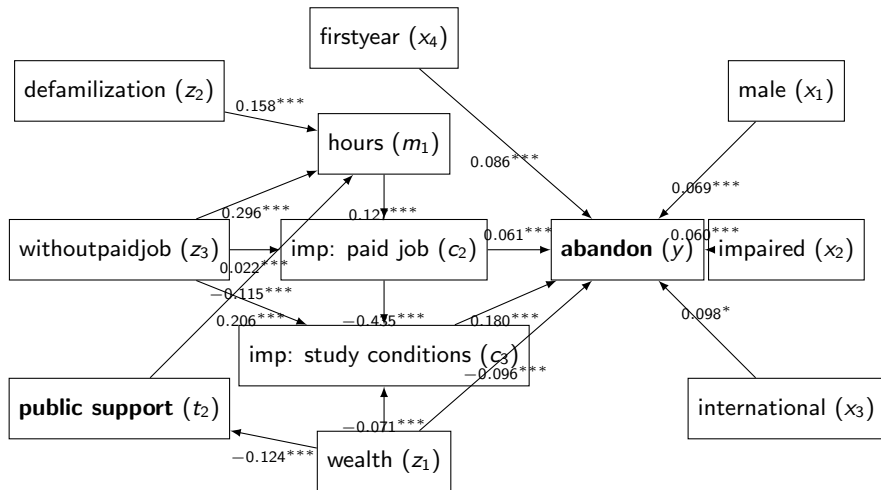 firstyear (x₄)
defamilization (z₂)
male (x₁)
0.158***
hours (m₁)
0.086***
0.069***
0.296***
withoutpaidjob (z₃)
imp: paid job (c₂)
0.061***
abandon (y)
0.060***
impaired (x₂)
0.022***
−0.115***
0.206***
−0.435***
0.180***
0.098*
imp: study conditions (c₃)
−0.096***
public support (t₂)
international (x₃)
−0.071***
−0.124***
wealth (z₁)